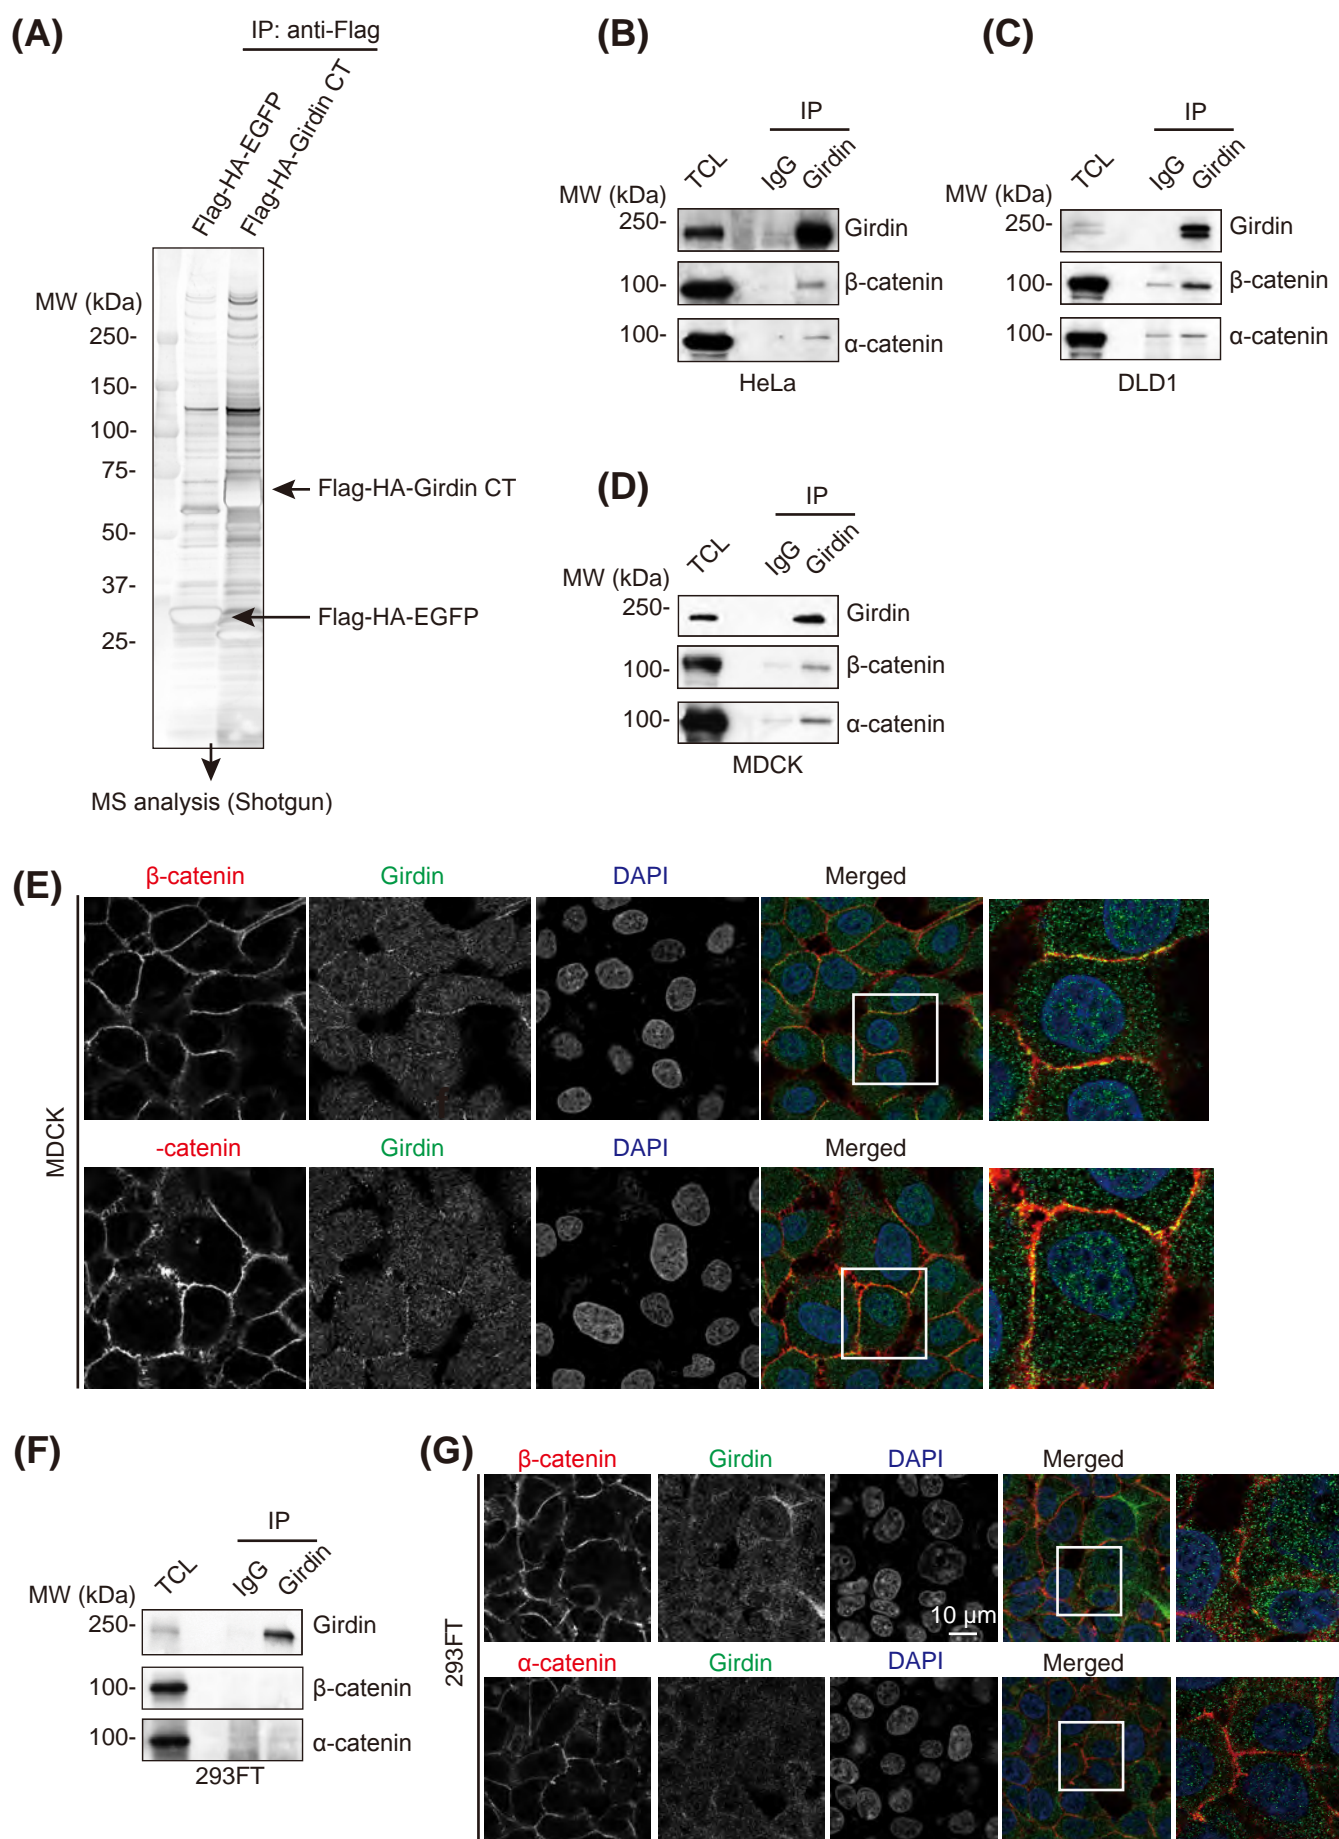 (A)
IP: anti-Flag
Flag-HA-EGFP
Flag-HA-Girdin CT
MW (kDa)
250-
150-
100-
75-
50-
37-
25-
Flag-HA-Girdin CT
Flag-HA-EGFP
MS analysis (Shotgun)
(B)
IP
TCL
IgG
Girdin
MW (kDa)
250-
Girdin
100-
β-catenin
100-
α-catenin
HeLa
(C)
IP
TCL
IgG
Girdin
MW (kDa)
250-
Girdin
100-
β-catenin
100-
α-catenin
DLD1
(D)
IP
TCL
IgG
Girdin
MW (kDa)
250-
Girdin
100-
β-catenin
100-
α-catenin
MDCK
(E)
β-catenin
Girdin
DAPI
Merged
MDCK
-catenin
Girdin
DAPI
Merged
(F)
IP
TCL
IgG
Girdin
MW (kDa)
250-
Girdin
100-
β-catenin
100-
α-catenin
293FT
(G)
β-catenin
Girdin
DAPI
Merged
10 μm
293FT
α-catenin
Girdin
DAPI
Merged